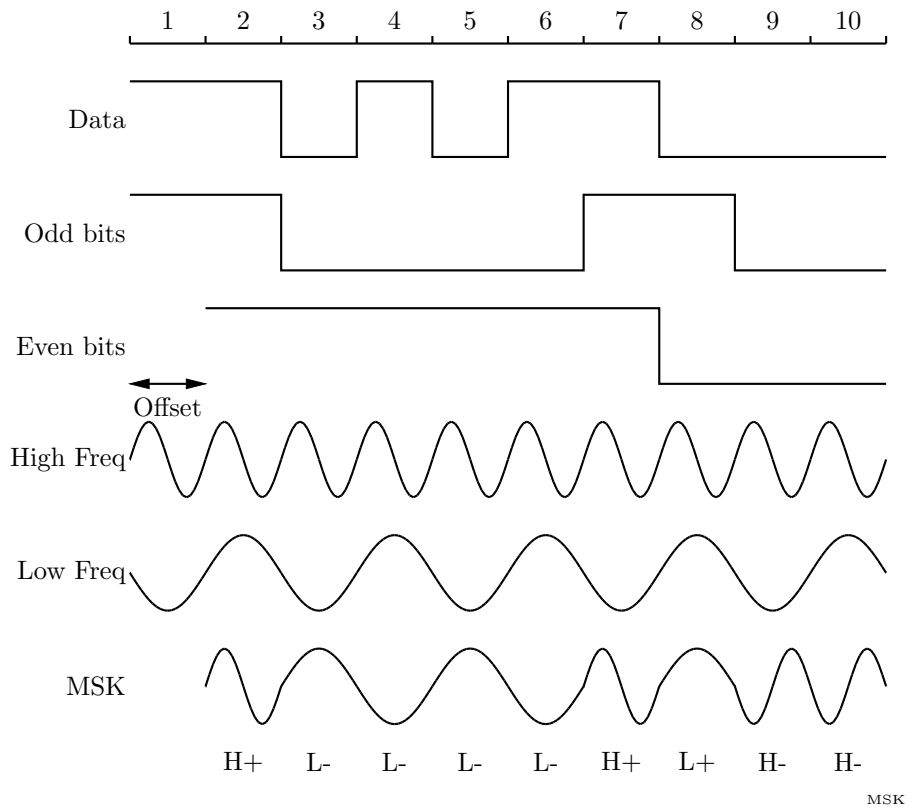 1 2 3 4 5 6 7 8 9 10
Data
Odd bits
Even bits
Offset
High Freq
Low Freq
MSK
H+ L- L- L- L- H+ L+ H- H-
MSK